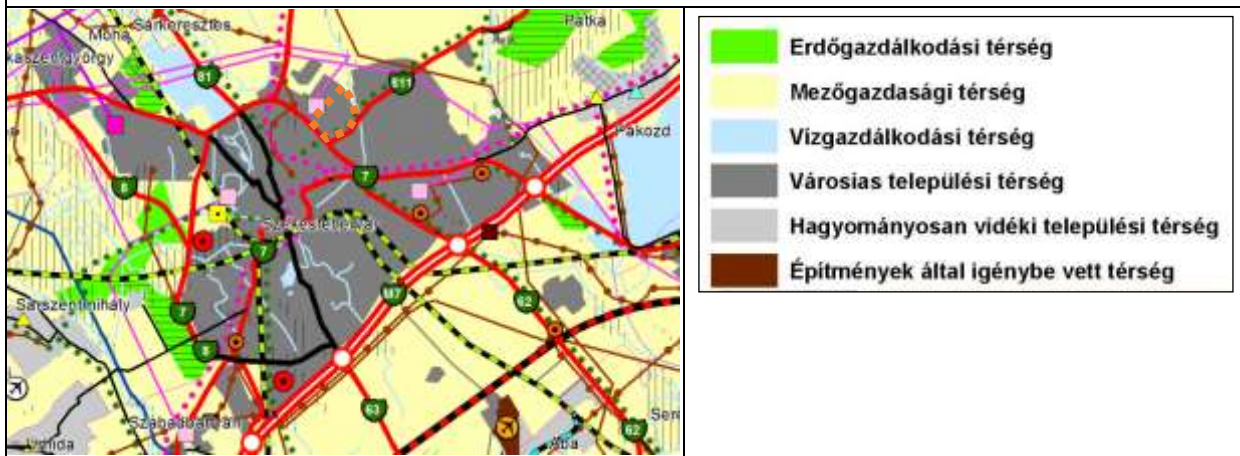 Moha
Sárkeresztes
Pátka
81
811
Pákozd
8
7
Székesfehérvár
7
M7
62
Sárszentmihály
7
8
63
Szabadbattyán
62
Aba
Erdőgazdálkodási térség
Mezőgazdasági térség
Vízgazdálkodási térség
Városias települési térség
Hagyományosan vidéki települési térség
Építmények által igénybe vett térség